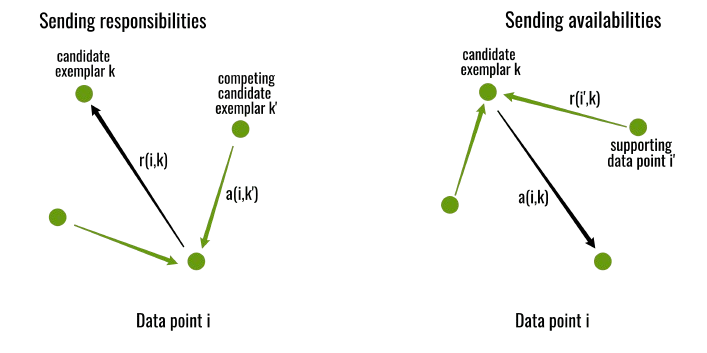 Sending responsibilities
candidate
exemplar k
competing
candidate
exemplar k'
r(i,k)
a(i,k')
Data point i
Sending availabilities
candidate
exemplar k
r(i',k)
supporting
data point i'
a(i,k)
Data point i